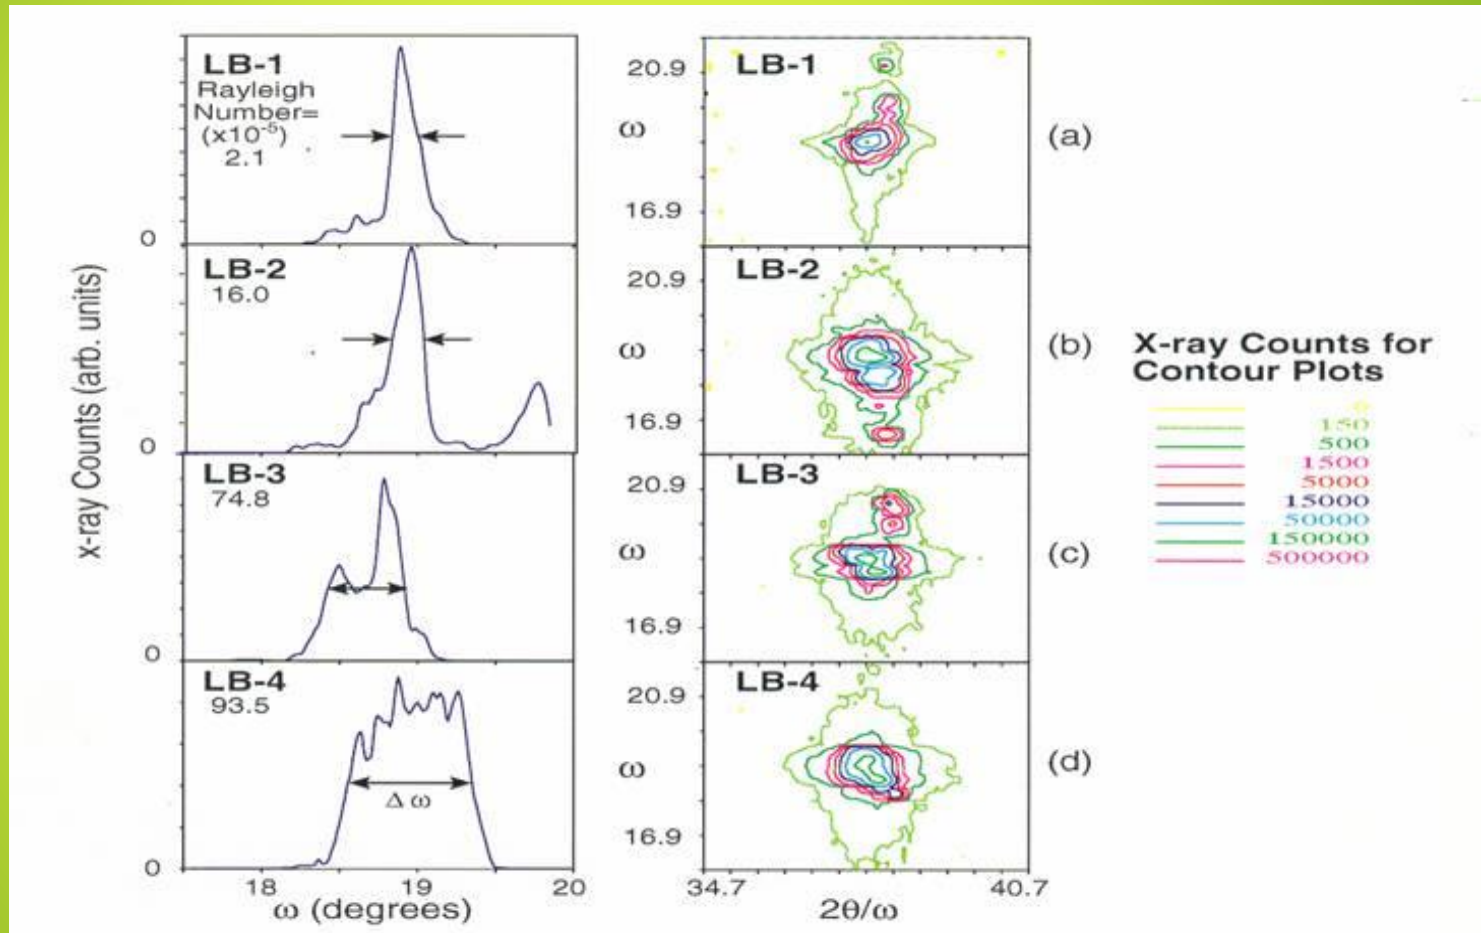 x-ray Counts (arb. units)
LB-1
Rayleigh
Number=
(x10⁻⁵)
2.1
0
LB-2
16.0
0
LB-3
74.8
0
LB-4
93.5
Δ ω
0
18
19
20
ω (degrees)
LB-1
20.9
ω
16.9
(a)
LB-2
20.9
ω
16.9
(b)
LB-3
20.9
ω
16.9
(c)
LB-4
20.9
ω
16.9
(d)
34.7
40.7
2θ/ω
X-ray Counts for
Contour Plots
0
150
500
1500
5000
15000
50000
150000
500000